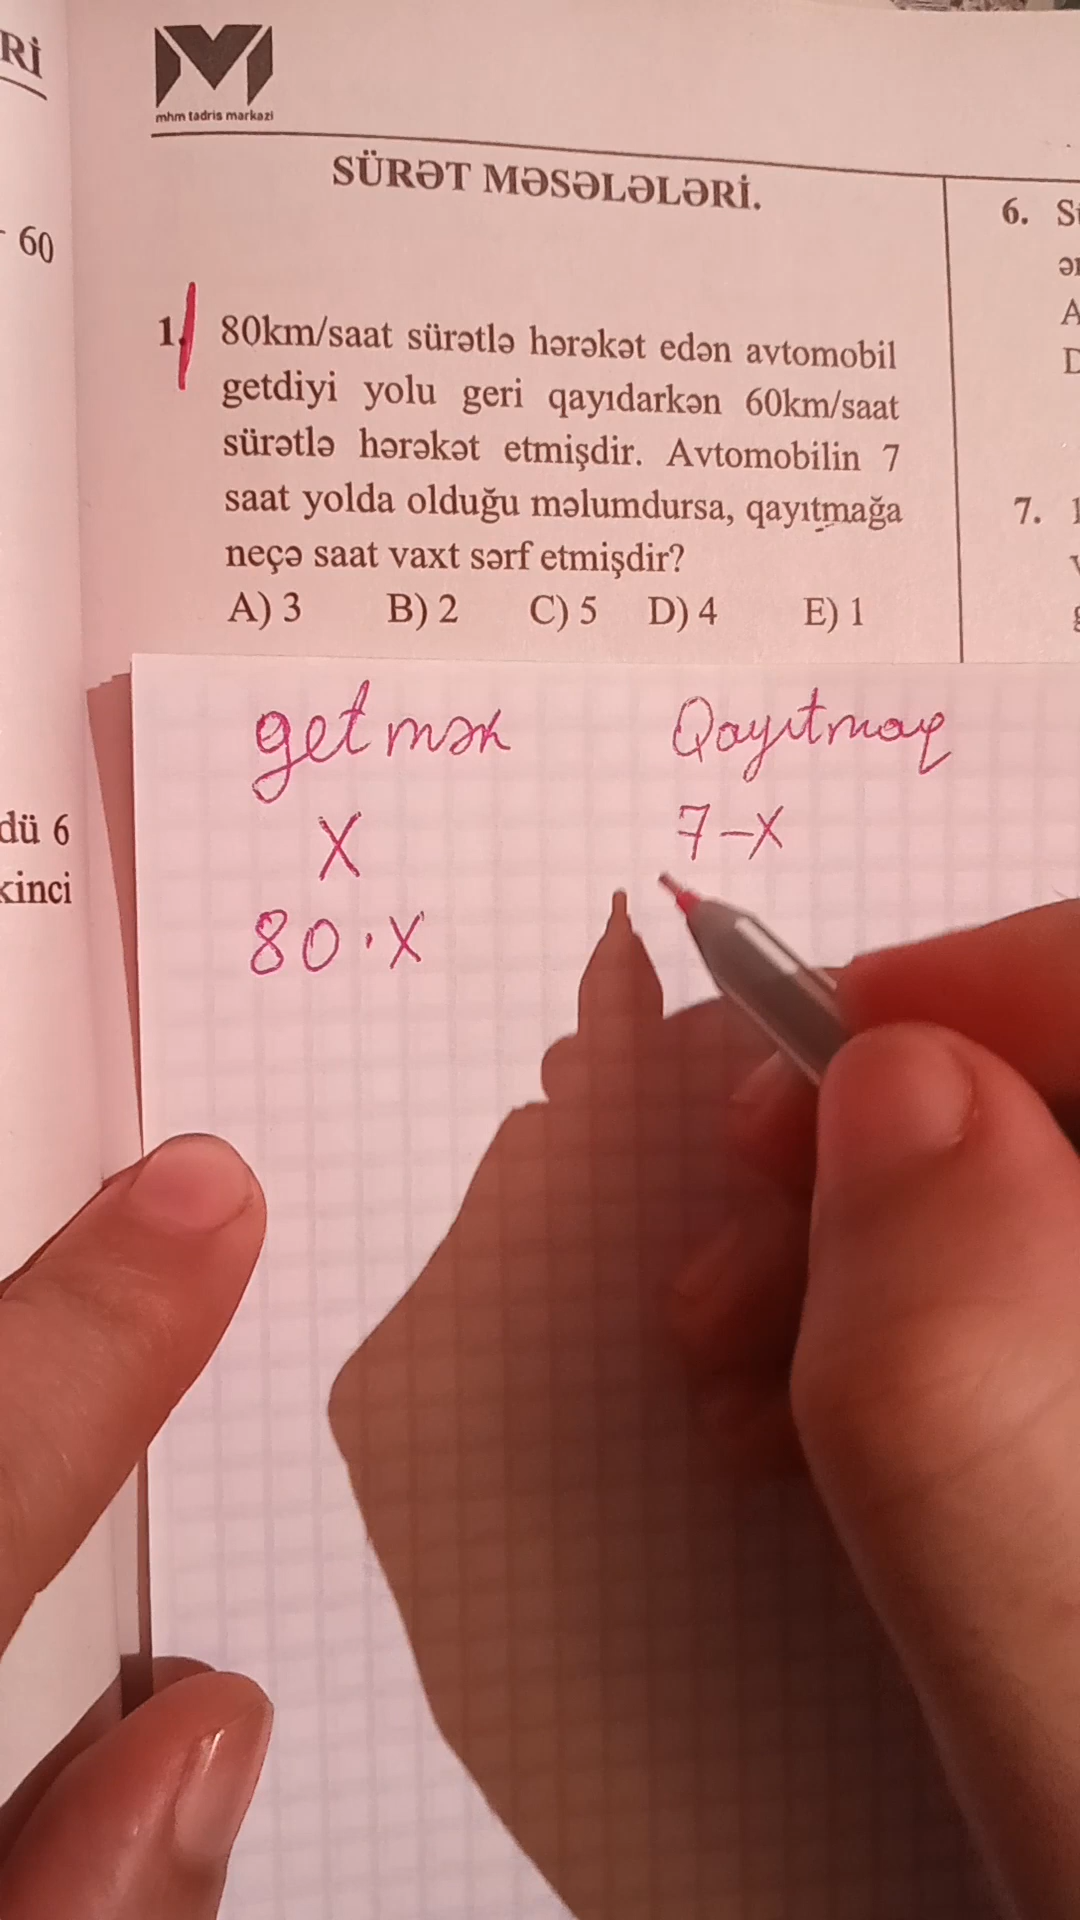 Rİ
60
dü 6
kinci
mhm tədris mərkəzi
SÜRƏT MƏSƏLƏLƏRİ.
1. 80km/saat sürətlə hərəkət edən avtomobil
getdiyi yolu geri qayıdarkən 60km/saat
sürətlə hərəkət etmişdir. Avtomobilin 7
saat yolda olduğu məlumdursa, qayıtmağa
neçə saat vaxt sərf etmişdir?
A) 3 B) 2 C) 5 D) 4 E) 1
getmək Qayıtmaq
X 7-X
80·X
6.
7.